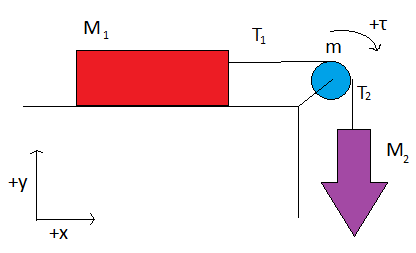 M₁
T₁
m
+τ
T₂
M₂
+y
+x